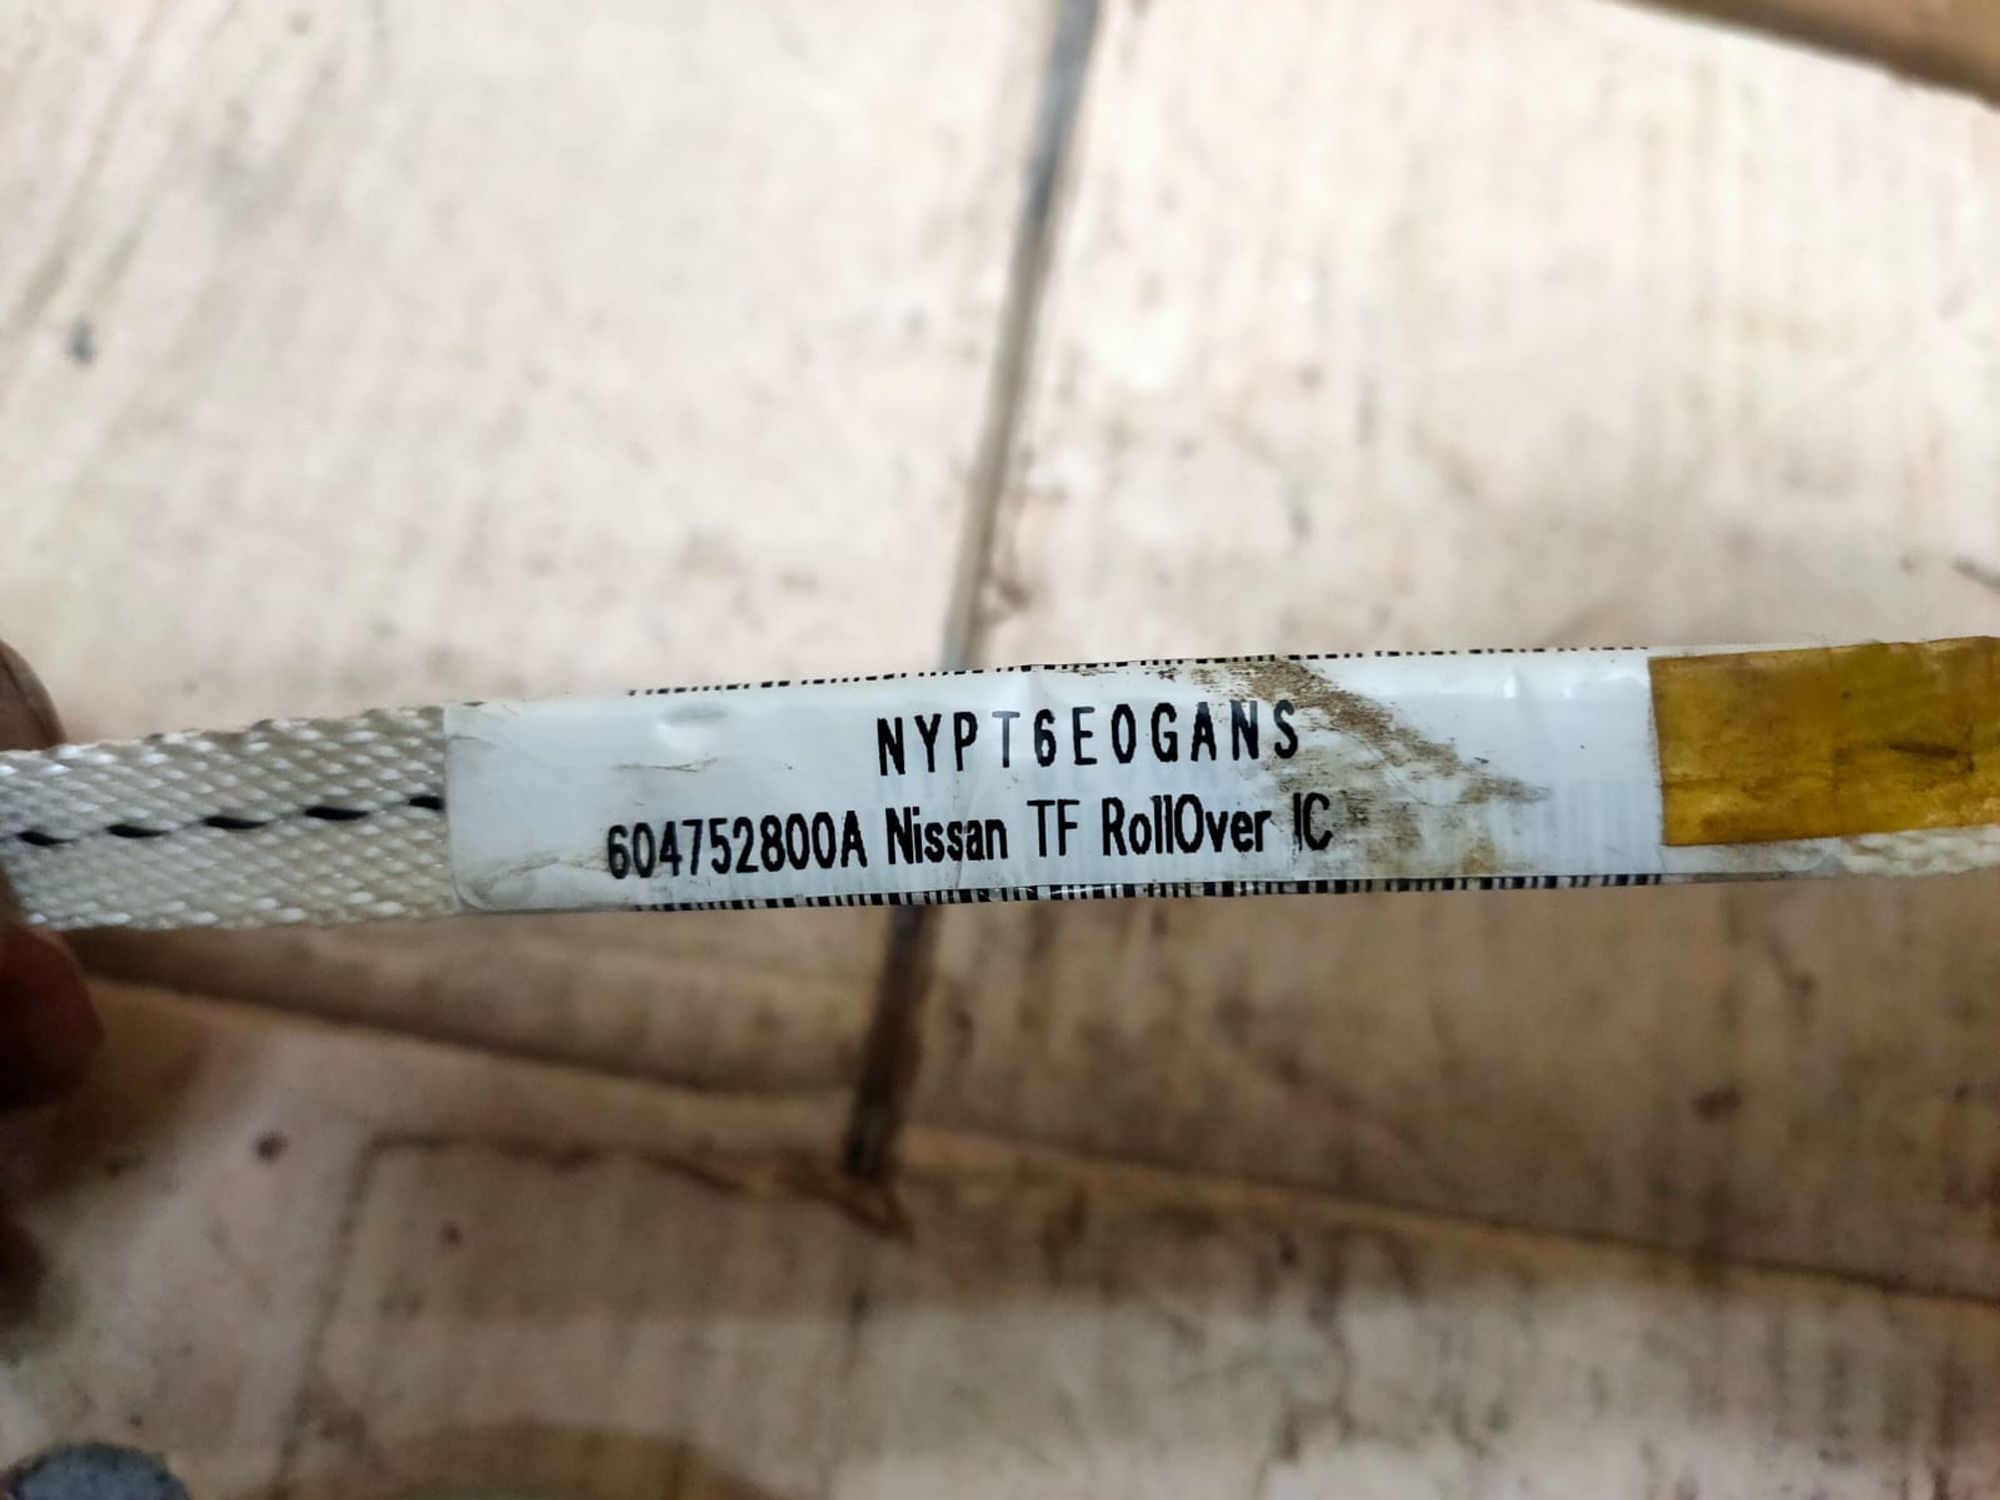 NYPT6E0GANS
604752800A Nissan TF RollOver IC